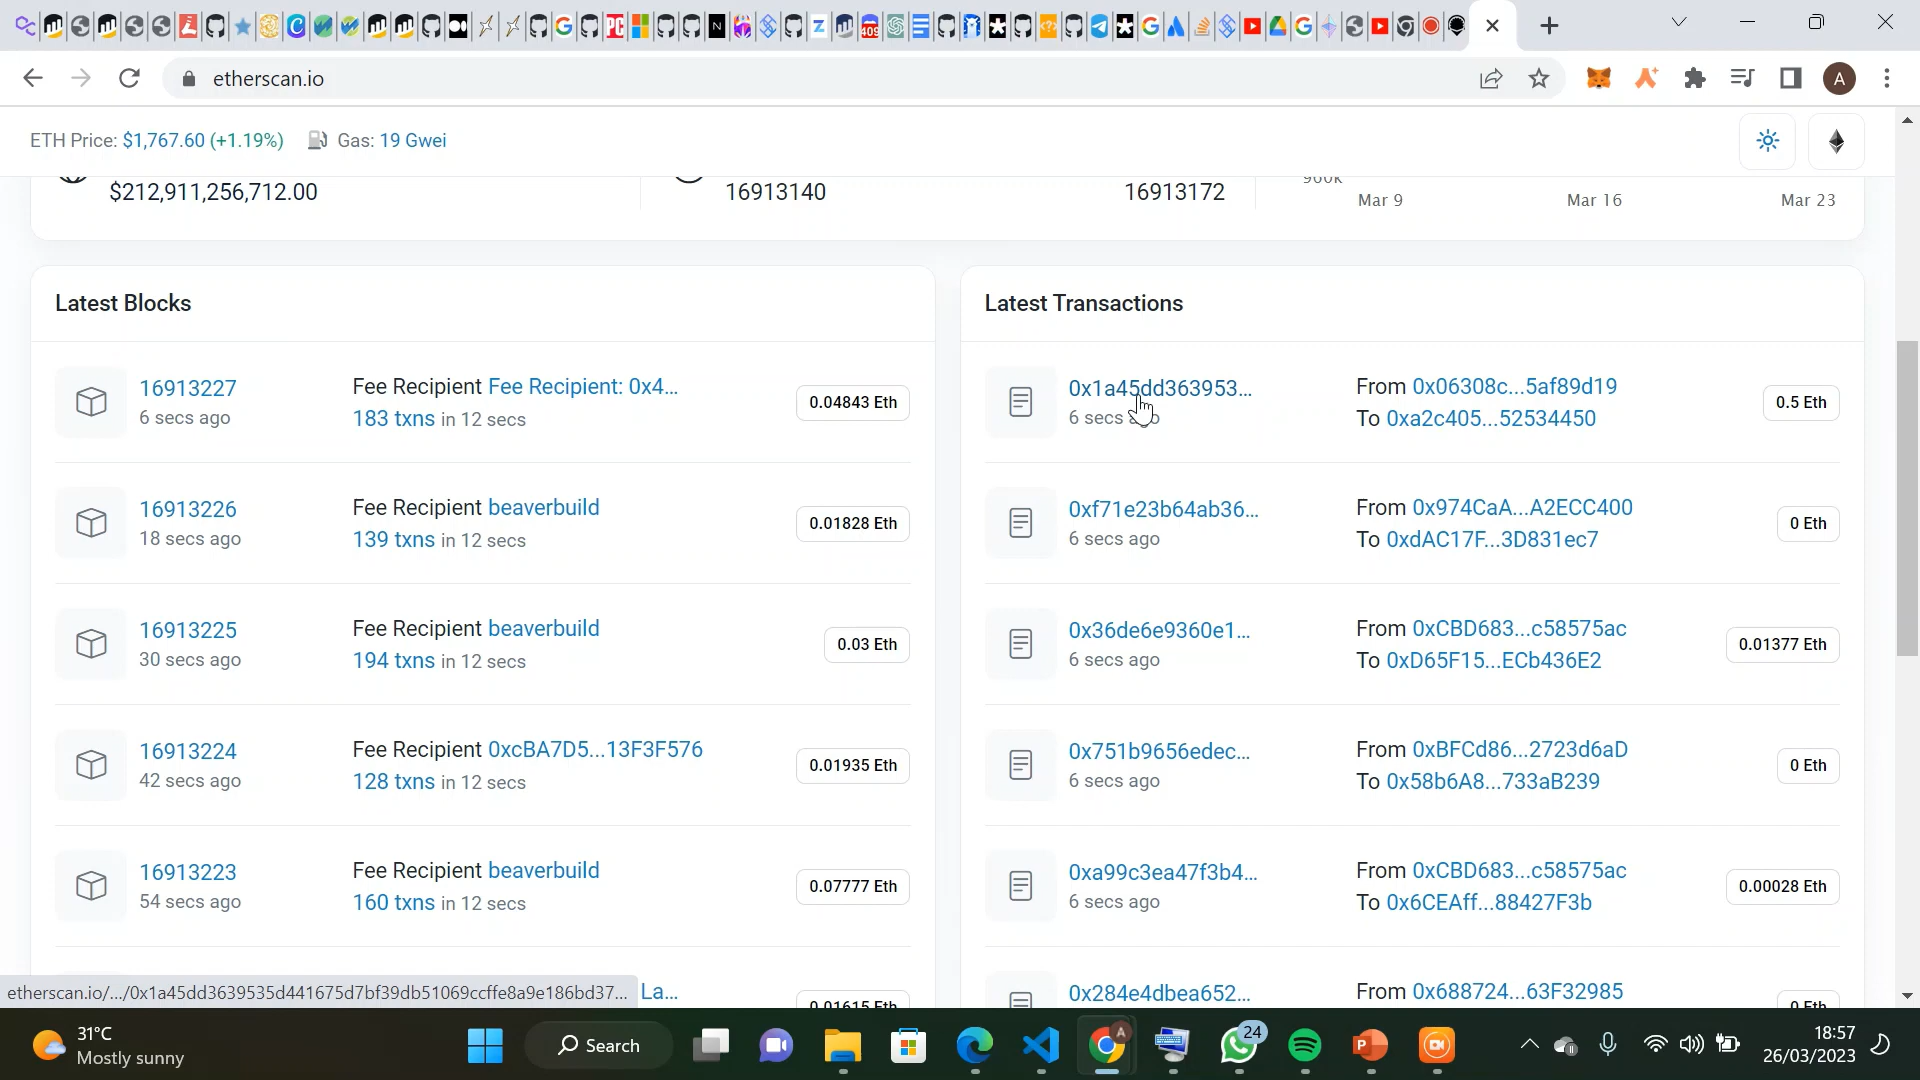 etherscan.io
A
ETH Price: $1,767.60 (+1.19%) Gas: 19 Gwei
$212,911,256,712.00
16913140
16913172
Mar 9
Mar 16
Mar 23
Latest Blocks
16913227
6 secs ago
Fee Recipient Fee Recipient: 0x4...
183 txns in 12 secs
0.04843 Eth
16913226
18 secs ago
Fee Recipient beaverbuild
139 txns in 12 secs
0.01828 Eth
16913225
30 secs ago
Fee Recipient beaverbuild
194 txns in 12 secs
0.03 Eth
16913224
42 secs ago
Fee Recipient 0xcBA7D5...13F3F576
128 txns in 12 secs
0.01935 Eth
16913223
54 secs ago
Fee Recipient beaverbuild
160 txns in 12 secs
0.07777 Eth
La...
0.01615 Eth
Latest Transactions
0x1a45dd363953...
6 secs ago
From 0x06308c...5af89d19
To 0xa2c405...52534450
0.5 Eth
0xf71e23b64ab36...
6 secs ago
From 0x974CaA...A2ECC400
To 0xdAC17F...3D831ec7
0 Eth
0x36de6e9360e1...
6 secs ago
From 0xCBD683...c58575ac
To 0xD65F15...ECb436E2
0.01377 Eth
0x751b9656edec...
6 secs ago
From 0xBFCd86...2723d6aD
To 0x58b6A8...733aB239
0 Eth
0xa99c3ea47f3b4...
6 secs ago
From 0xCBD683...c58575ac
To 0x6CEAff...88427F3b
0.00028 Eth
0x284e4dbea652...
From 0x688724...63F32985
0 Eth
etherscan.io/.../0x1a45dd3639535d441675d7bf39db51069ccffe8a9e186bd37...
31°C
Mostly sunny
Search
A
24
18:57
26/03/2023